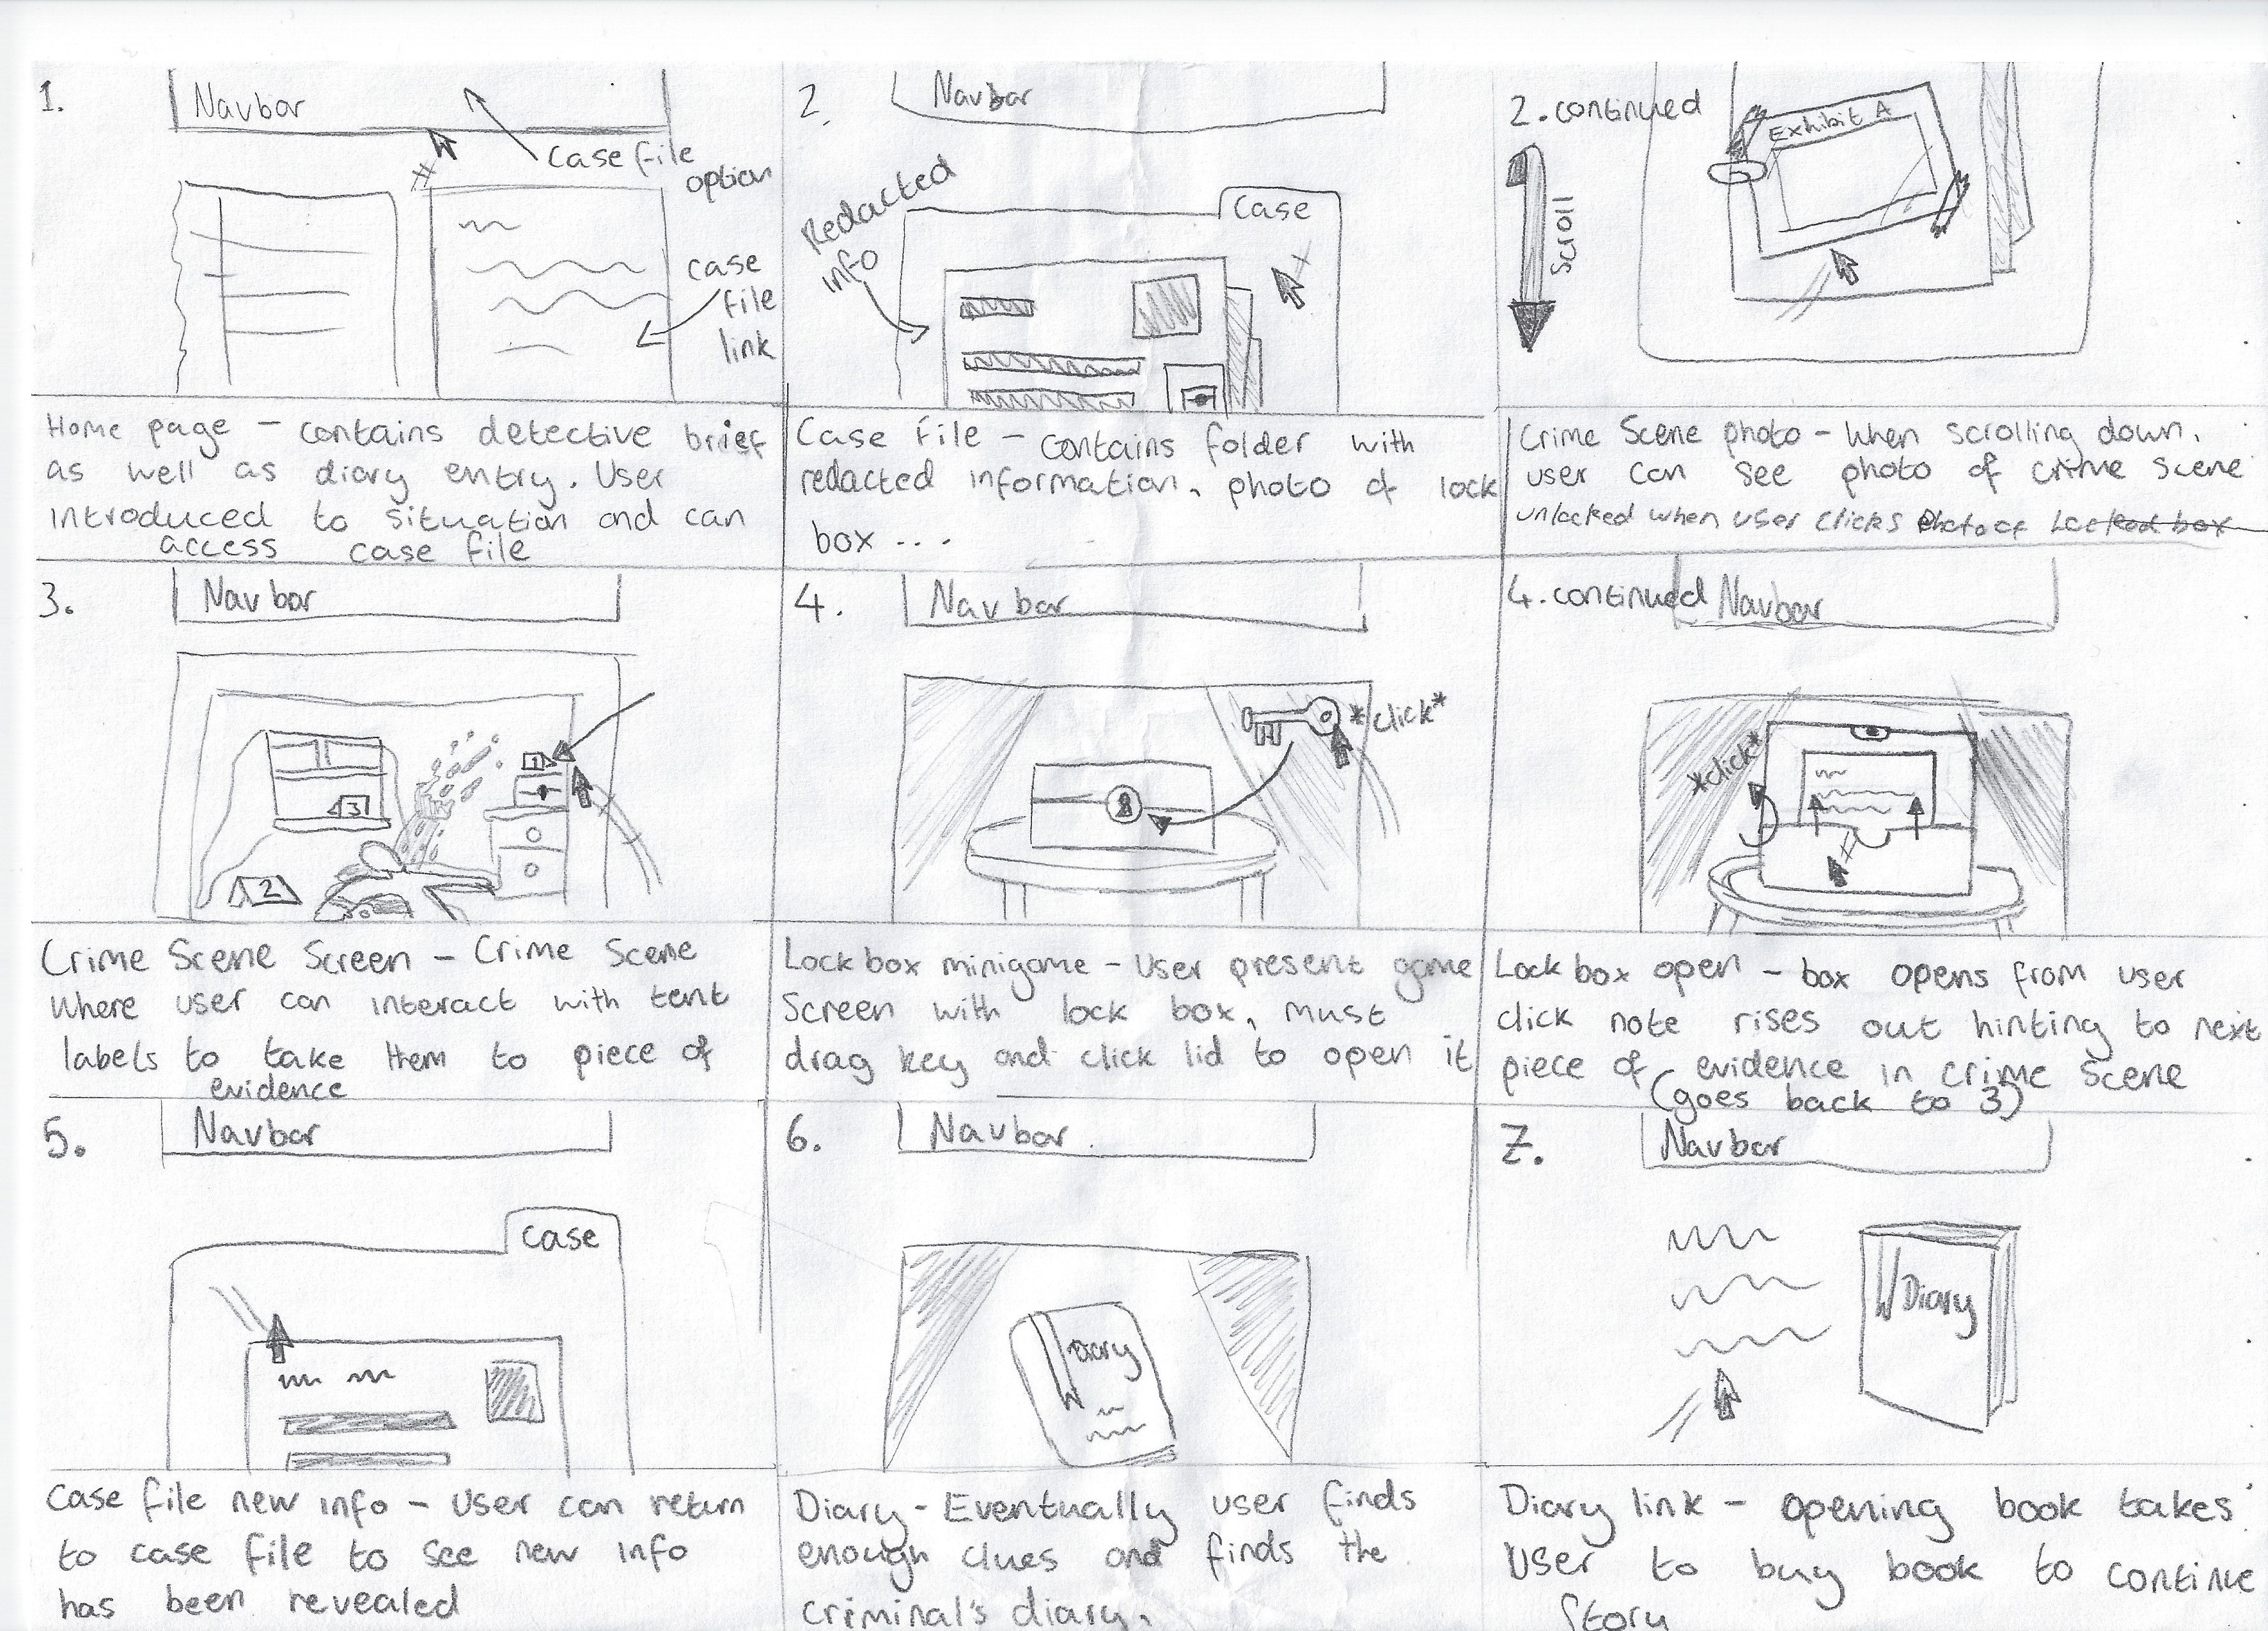 1.
Navbar
Case file
option
case
file
link
Home page - contains detective brief
as well as diary entry. User
introduced to situation and can
access case file
2.
Navbar
Redacted
info
Case
Case File - contains folder with
redacted information, photo of lock
box ...
2. continued
Scroll
Exhibit A
Crime Scene photo - when scrolling down,
user can see photo of crime scene
unlocked when user clicks photo of Locked box
3.
Navbar
1
3
2
Crime Scene Screen - Crime Scene
where user can interact with tent
labels to take them to piece of
evidence
4.
Navbar
*click*
Lock box minigame - User present game
Screen with lock box, must
drag key and click lid to open it
4. continued
Navbar
*click*
Lock box open - box opens from user
click note rises out hinting to next
piece of evidence in crime scene
(goes back to 3)
5.
Navbar
Case
Case file new info - User can return
to case file to see new info
has been revealed
6.
Navbar
Diary
Diary - Eventually user finds
enough clues and finds the
criminal's diary.
7.
Navbar
Diary
Diary link - opening book takes
User to buy book to continue
story